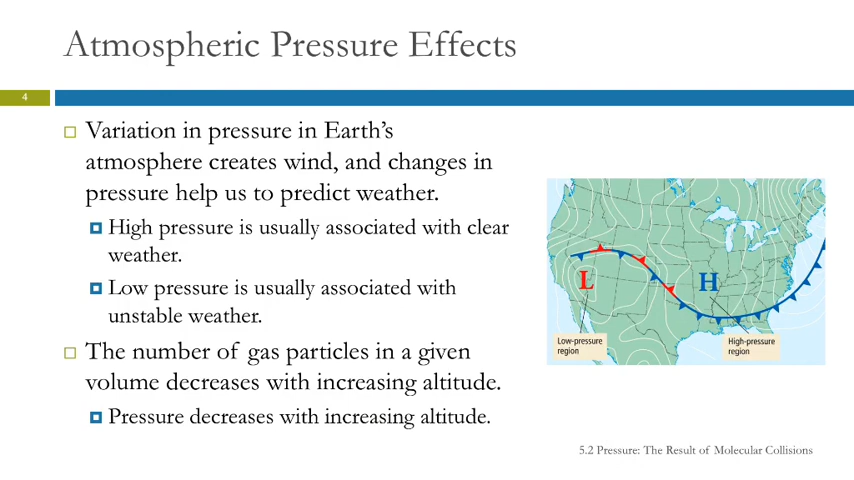 Atmospheric Pressure Effects
4
Variation in pressure in Earth's
atmosphere creates wind, and changes in
pressure help us to predict weather.
High pressure is usually associated with clear
weather.
Low pressure is usually associated with
unstable weather.
The number of gas particles in a given
volume decreases with increasing altitude.
Pressure decreases with increasing altitude.
L
H
Low-pressure
region
High-pressure
region
5.2 Pressure: The Result of Molecular Collisions